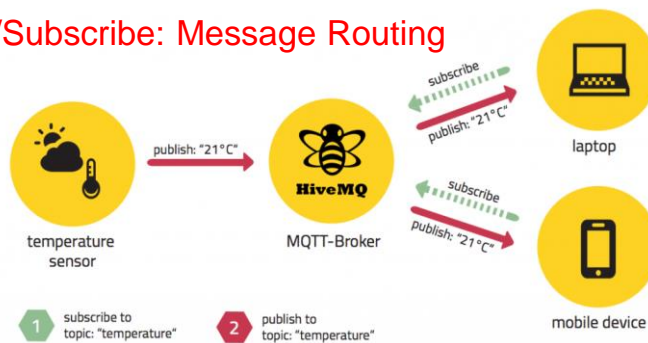 /Subscribe: Message Routing
subscribe
publish: "21°C"
laptop
publish: "21°C"
HiveMQ
MQTT-Broker
temperature
sensor
subscribe
publish: "21°C"
mobile device
1
subscribe to
topic: "temperature"
2
publish to
topic: "temperature"